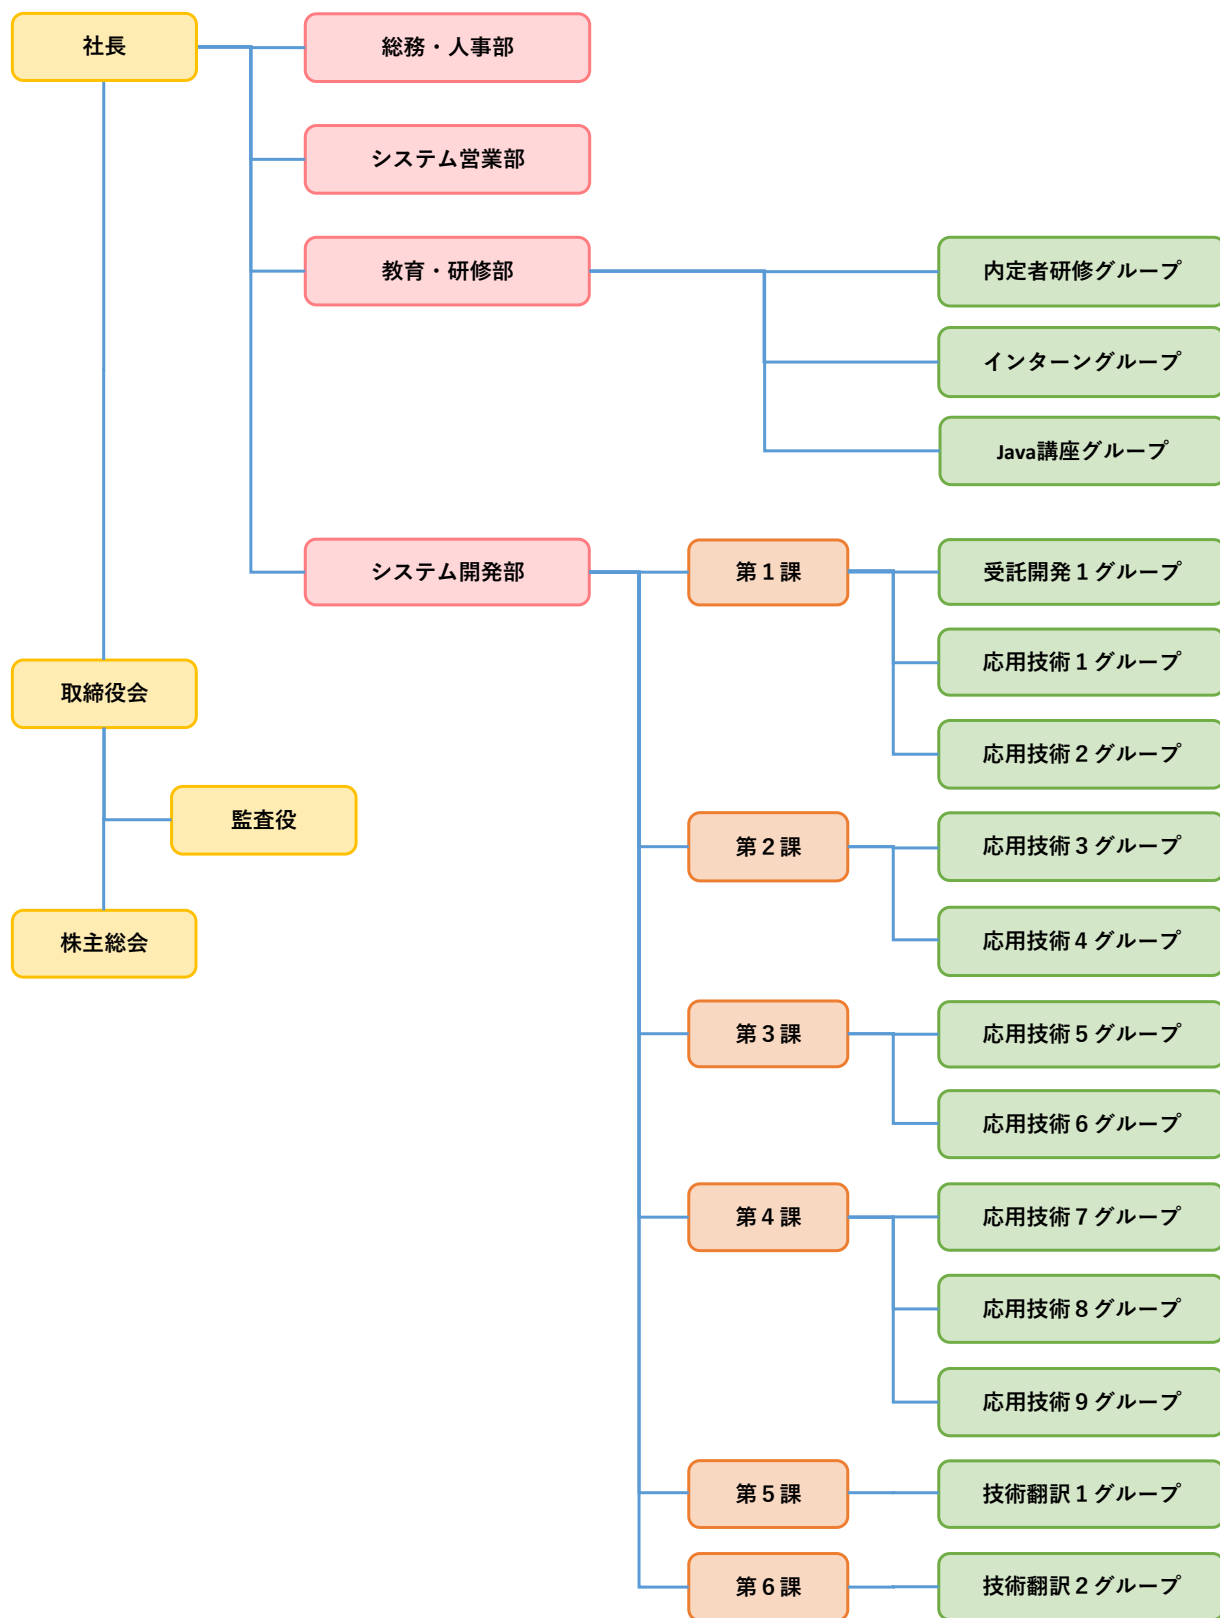 社長
総務・人事部
システム営業部
教育・研修部
内定者研修グループ
インターングループ
Java講座グループ
システム開発部
第１課
受託開発１グループ
応用技術１グループ
応用技術２グループ
取締役会
監査役
株主総会
第２課
応用技術３グループ
応用技術４グループ
第３課
応用技術５グループ
応用技術６グループ
第４課
応用技術７グループ
応用技術８グループ
応用技術９グループ
第５課
技術翻訳１グループ
第６課
技術翻訳２グループ